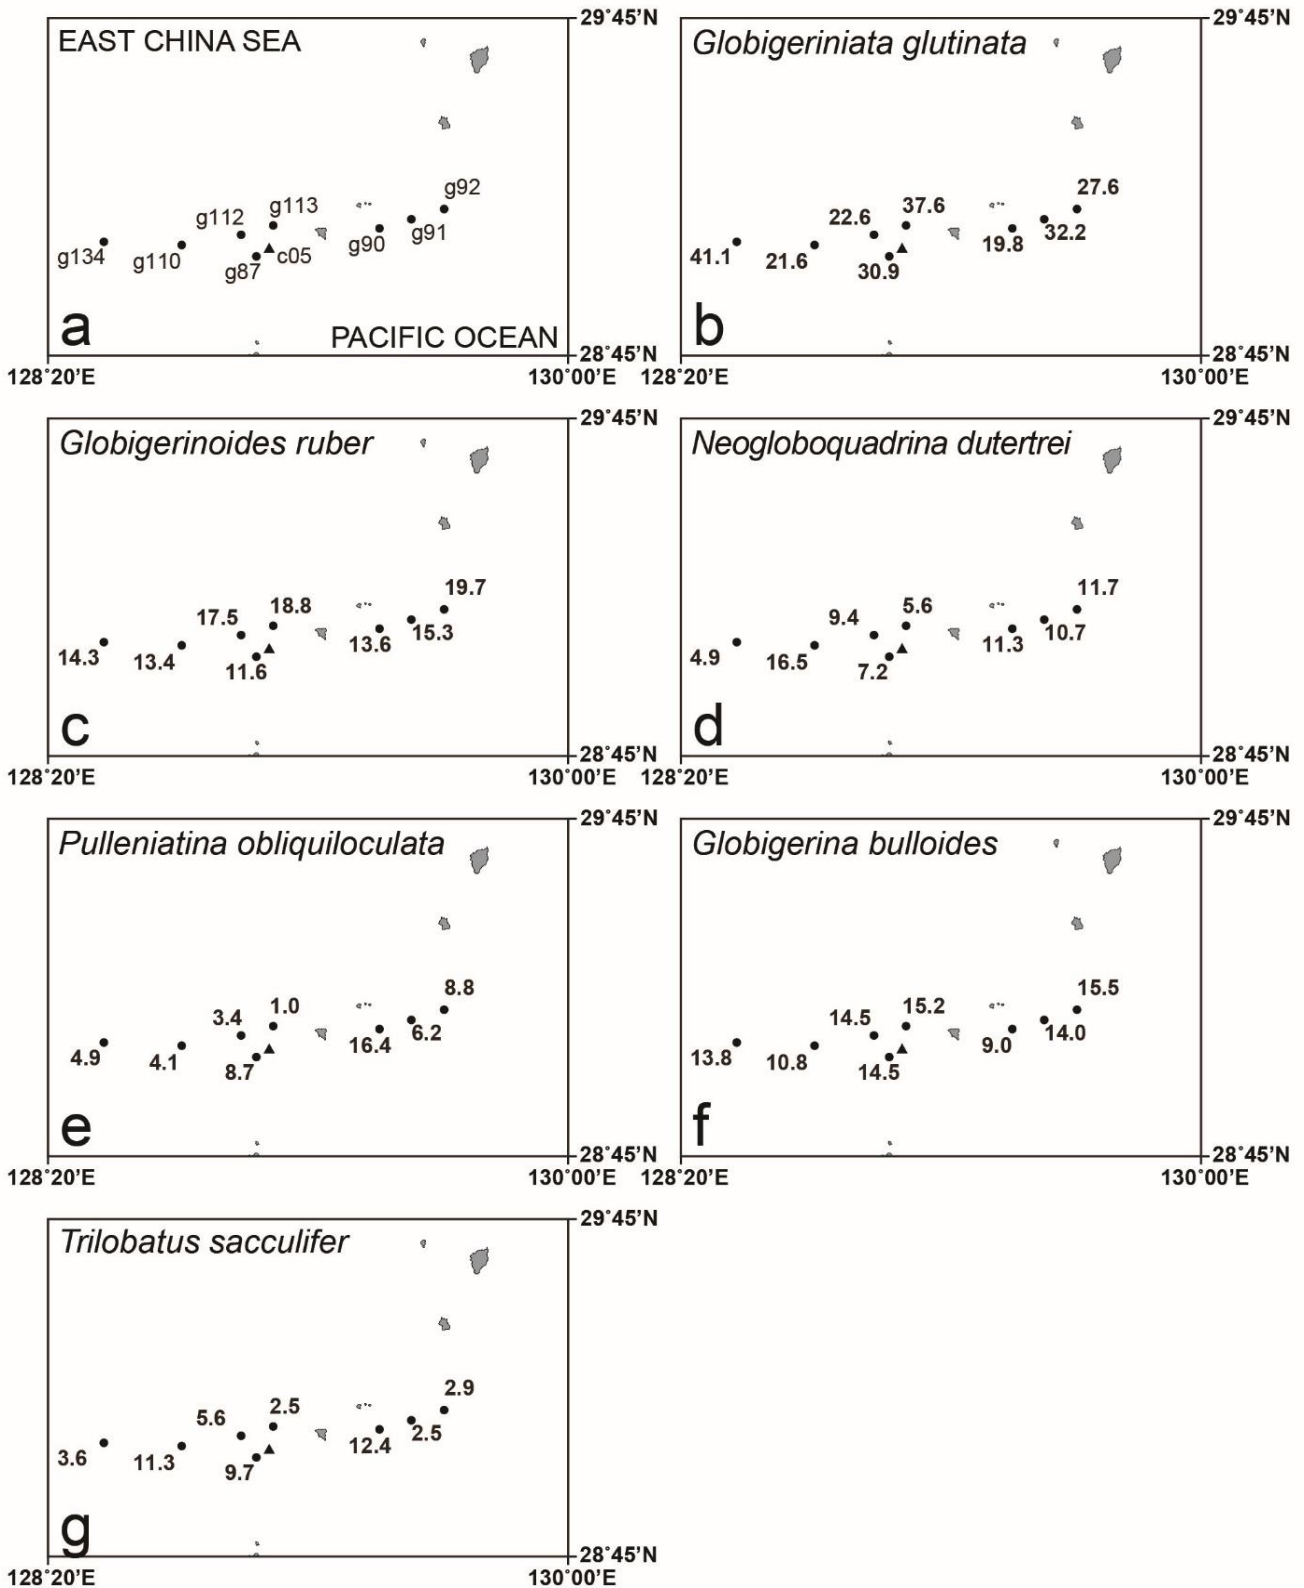 29˚45'N
EAST CHINA SEA
g92
g113
g112
g91
g90
g134
g110
g87
c05
a
PACIFIC OCEAN
28˚45'N
128˚20'E
130˚00'E
29˚45'N
Globigeriniata glutinata
27.6
37.6
22.6
32.2
19.8
41.1
21.6
30.9
b
28˚45'N
128˚20'E
130˚00'E
29˚45'N
Globigerinoides ruber
19.7
18.8
17.5
15.3
13.6
14.3
13.4
11.6
c
28˚45'N
128˚20'E
130˚00'E
29˚45'N
Neogloboquadrina dutertrei
11.7
5.6
9.4
10.7
11.3
4.9
16.5
7.2
d
28˚45'N
128˚20'E
130˚00'E
29˚45'N
Pulleniatina obliquiloculata
8.8
1.0
3.4
6.2
16.4
4.9
4.1
8.7
e
28˚45'N
128˚20'E
130˚00'E
29˚45'N
Globigerina bulloides
15.5
15.2
14.5
14.0
9.0
13.8
10.8
14.5
f
28˚45'N
128˚20'E
130˚00'E
29˚45'N
Trilobatus sacculifer
2.9
2.5
5.6
2.5
12.4
3.6
11.3
9.7
g
28˚45'N
128˚20'E
130˚00'E